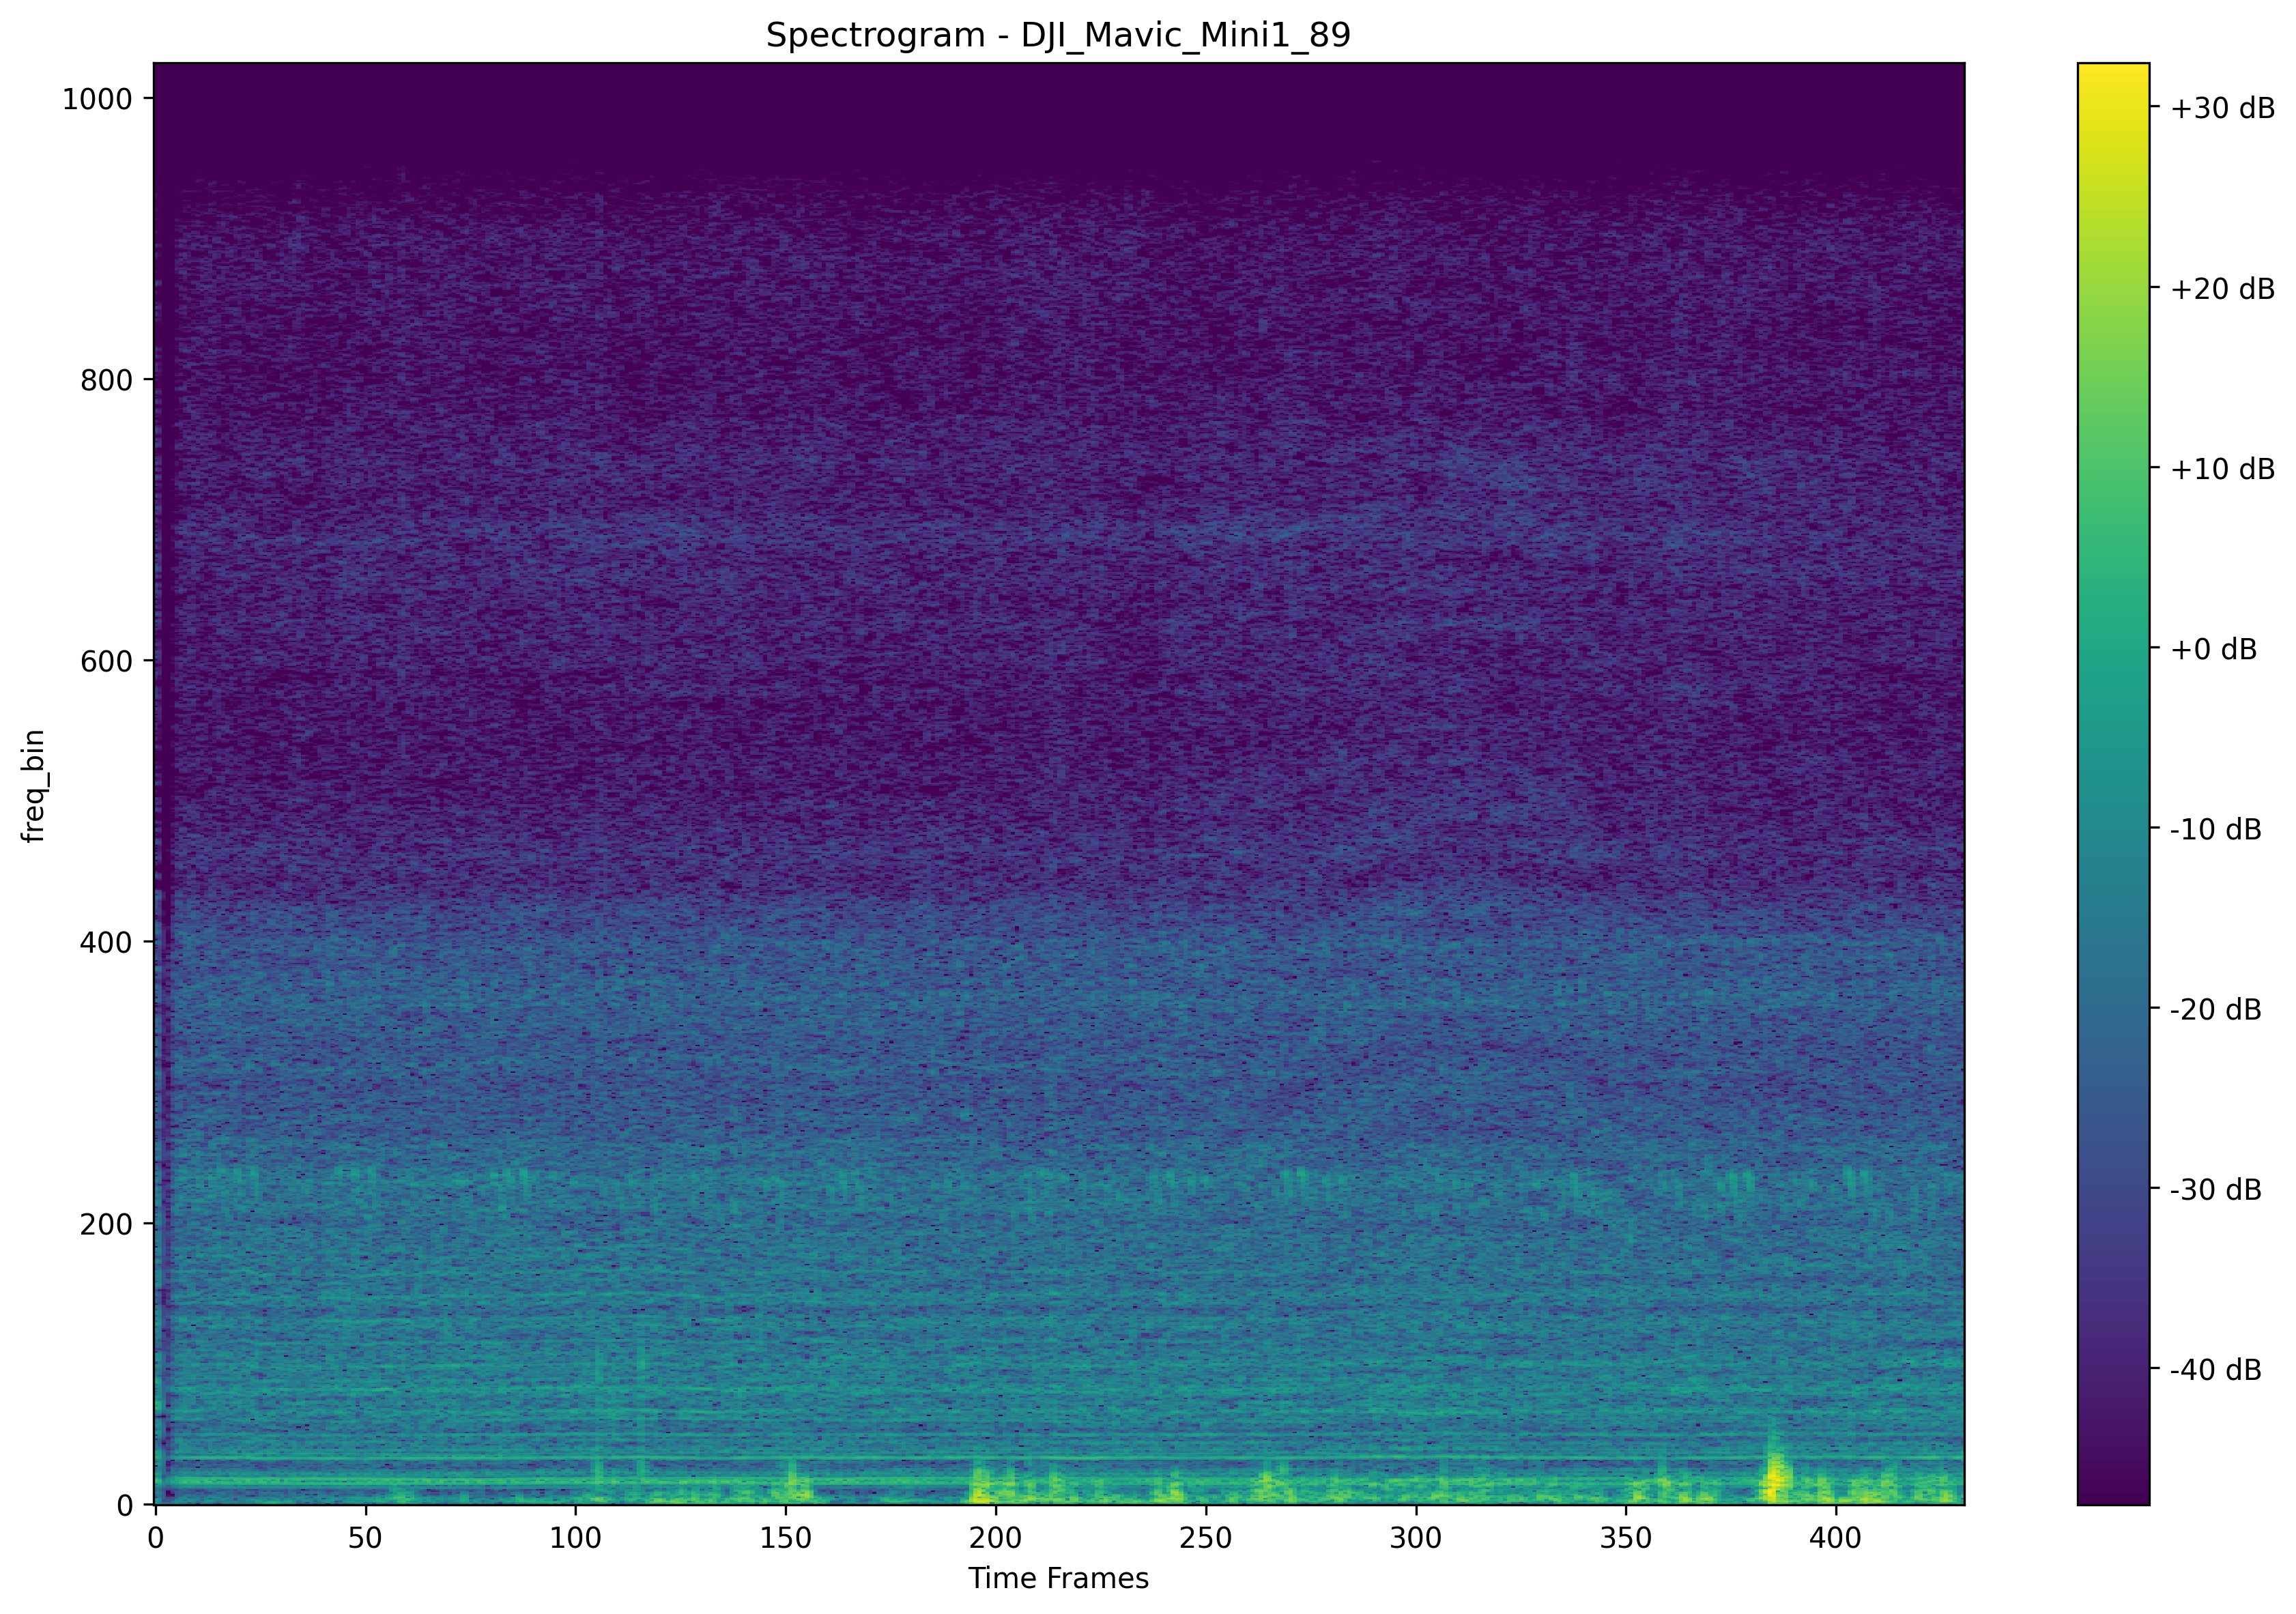 Spectrogram - DJI_Mavic_Mini1_89
1000
800
600
400
200
0
freq_bin
0 50 100 150 200 250 300 350 400
Time Frames
+30 dB
+20 dB
+10 dB
+0 dB
-10 dB
-20 dB
-30 dB
-40 dB